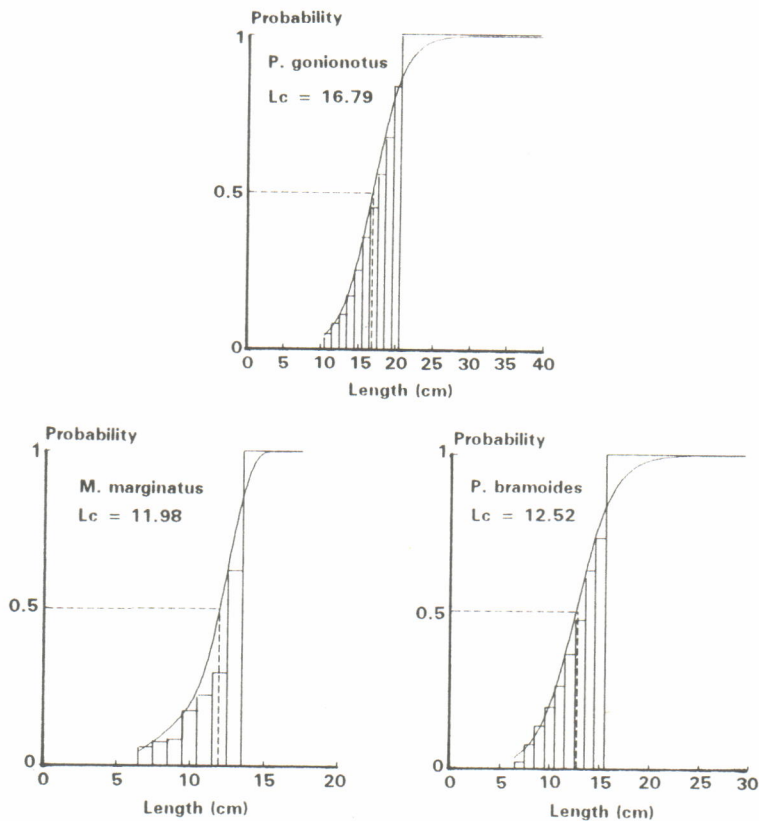 Probability
1
P. gonionotus
Lc = 16.79
0.5
0
0 5 10 15 20 25 30 35 40
Length (cm)
Probability
1
M. marginatus
Lc = 11.98
0.5
0
0 5 10 15 20
Length (cm)
Probability
1
P. bramoides
Lc = 12.52
0.5
0
0 5 10 15 20 25 30
Length (cm)